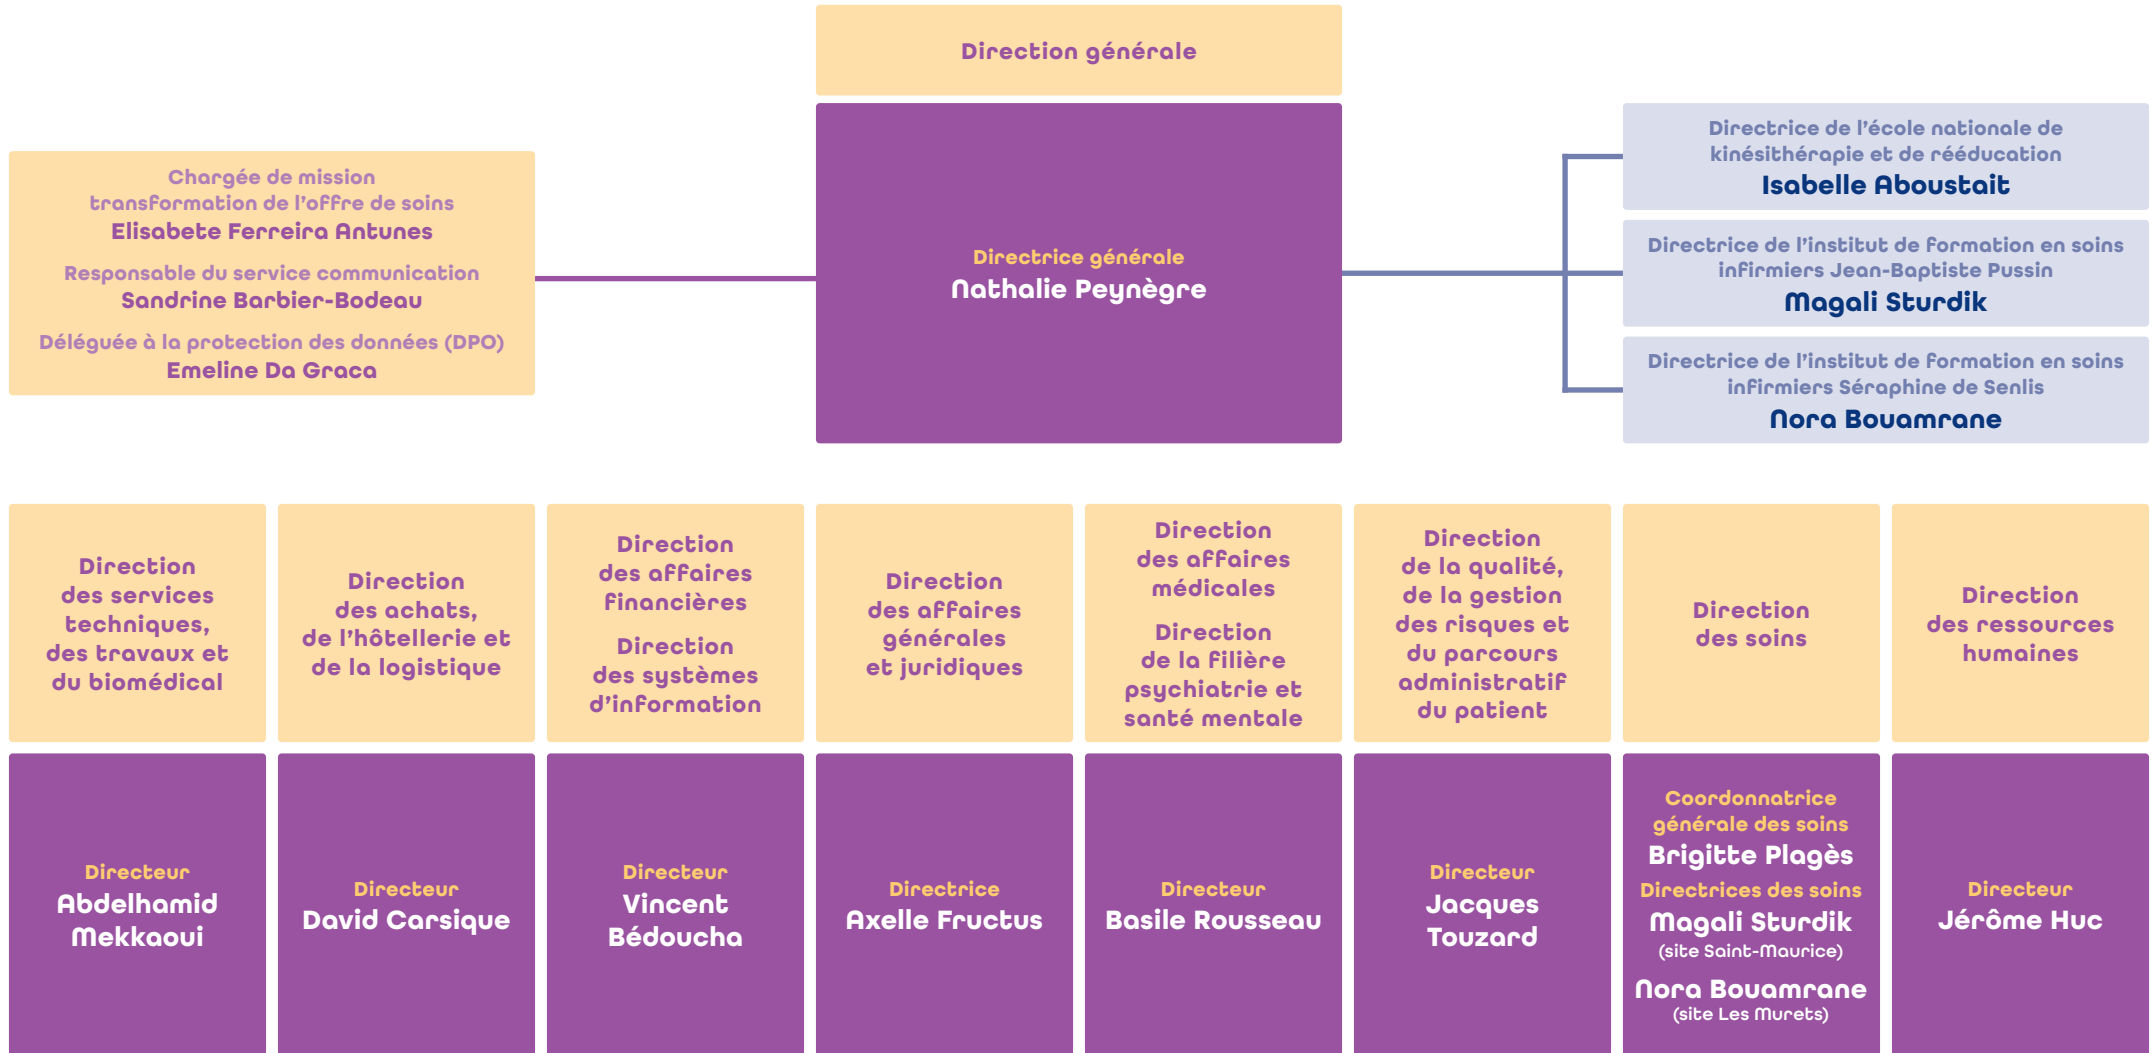 Direction générale
Directrice générale
Nathalie Peynègre
Chargée de mission
transformation de l'offre de soins
Elisabete Ferreira Antunes
Responsable du service communication
Sandrine Barbier-Bodeau
Déléguée à la protection des données (DPO)
Emeline Da Graca
Directrice de l'école nationale de
kinésithérapie et de rééducation
Isabelle Aboustait
Directrice de l'institut de formation en soins
infirmiers Jean-Baptiste Pussin
Magali Sturdik
Directrice de l'institut de formation en soins
infirmiers Séraphine de Senlis
Nora Bouamrane
Direction
des services
techniques,
des travaux et
du biomédical
Directeur
Abdelhamid
Mekkaoui
Direction
des achats,
de l'hôtellerie et
de la logistique
Directeur
David Carsique
Direction
des affaires
financières
Direction
des systèmes
d'information
Directeur
Vincent
Bédoucha
Direction
des affaires
générales
et juridiques
Directrice
Axelle Fructus
Direction
des affaires
médicales
Direction
de la filière
psychiatrie et
santé mentale
Directeur
Basile Rousseau
Direction
de la qualité,
de la gestion
des risques et
du parcours
administratif
du patient
Directeur
Jacques
Touzard
Direction
des soins
Coordonnatrice
générale des soins
Brigitte Plagès
Directrices des soins
Magali Sturdik
(site Saint-Maurice)
Nora Bouamrane
(site Les Murets)
Direction
des ressources
humaines
Directeur
Jérôme Huc